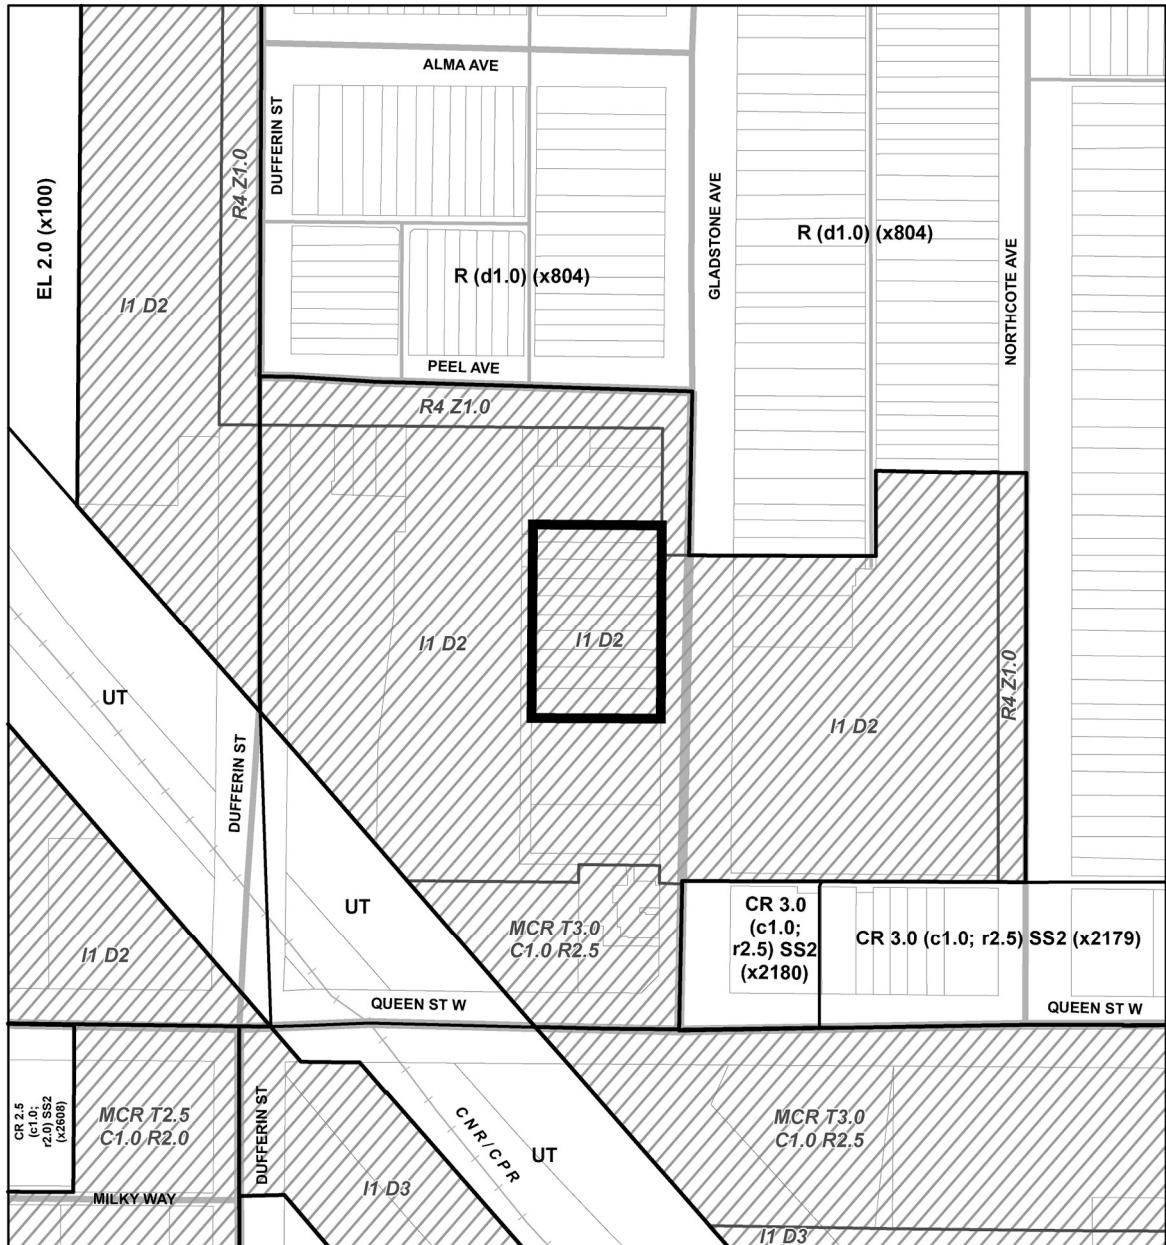 ALMA AVE
DUFFERIN ST
R4 Z1.0
EL 2.0 (x100)
GLADSTONE AVE
R (d1.0) (x804)
NORTHCOTE AVE
R (d1.0) (x804)
I1 D2
PEEL AVE
R4 Z1.0
I1 D2
I1 D2
R4 Z1.0
UT
I1 D2
DUFFERIN ST
UT
CR 3.0
(c1.0;
r2.5) SS2
(x2180)
MCR T3.0
C1.0 R2.5
CR 3.0 (c1.0; r2.5) SS2 (x2179)
I1 D2
QUEEN ST W
QUEEN ST W
CR 2.5
(c1.0;
r2.0) SS2
(x2608)
MCR T2.5
C1.0 R2.0
DUFFERIN ST
CNR/CPR
MCR T3.0
C1.0 R2.5
UT
I1 D3
MILKY WAY
I1 D3